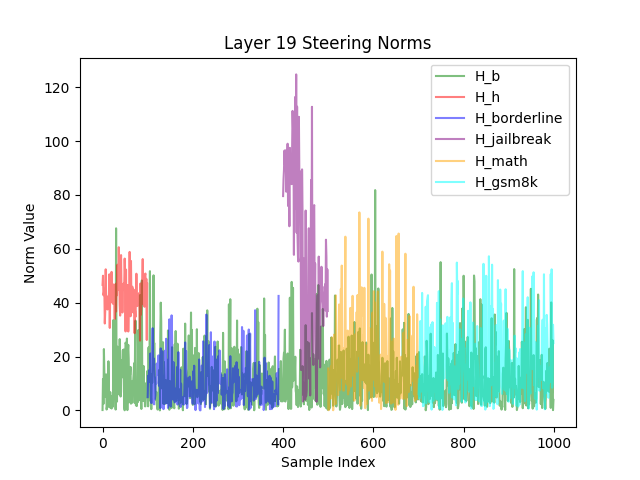 Layer 19 Steering Norms
Norm Value
120
100
80
60
40
20
0
H_b
H_h
H_borderline
H_jailbreak
H_math
H_gsm8k
0 200 400 600 800 1000
Sample Index